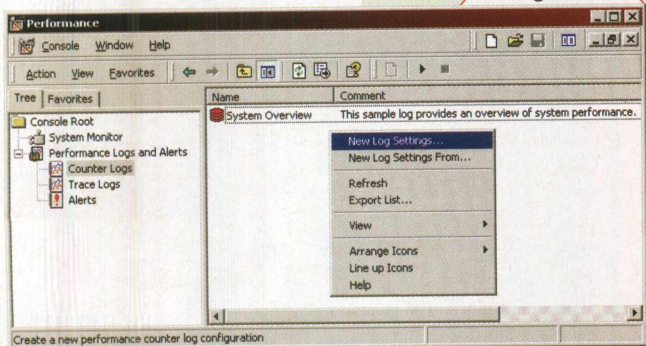 Performance
Console Window Help
Action View Favorites
Tree Favorites
Name Comment
Console Root
System Monitor
Performance Logs and Alerts
Counter Logs
Trace Logs
Alerts
System Overview This sample log provides an overview of system performance.
New Log Settings...
New Log Settings From...
Refresh
Export List...
View
Arrange Icons
Line up Icons
Help
Create a new performance counter log configuration